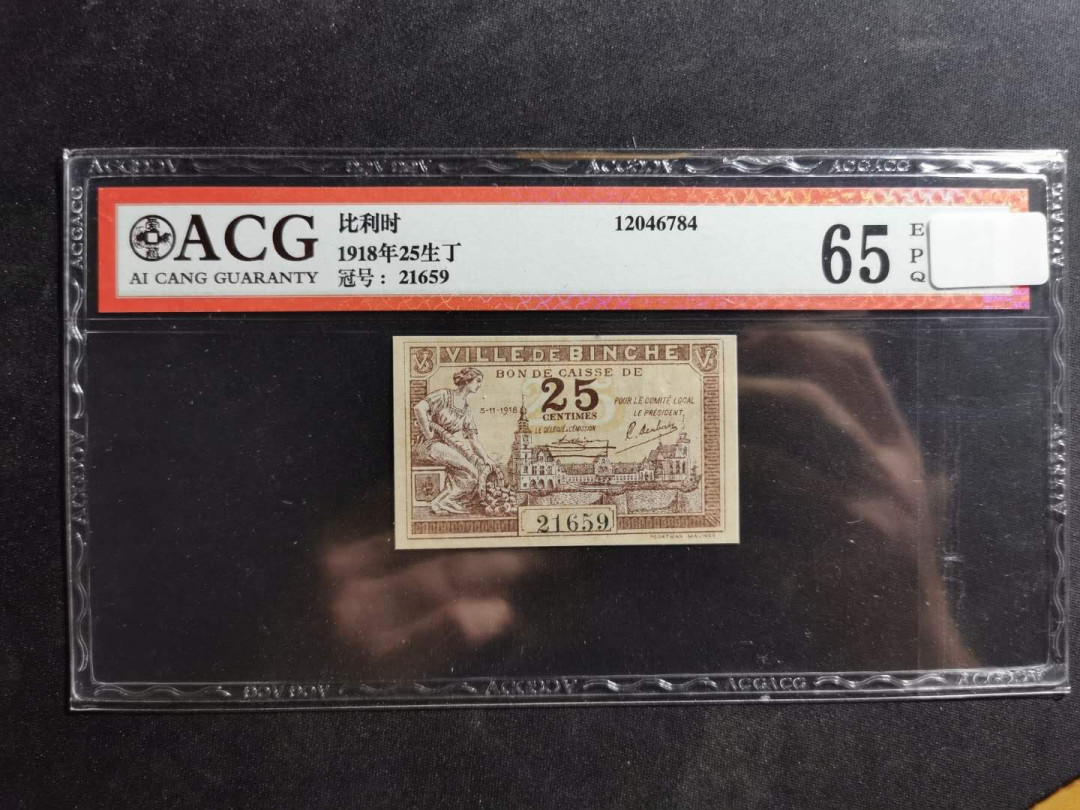 ACG
AI CANG GUARANTY
比利时
1918年25生丁
冠号：21659
12046784
65
E
P
Q
VILLE DE BINCHE
BON DE CAISSE DE
25
CENTIMES
5-11-1918
POUR LE COMITÉ LOCAL
LE PRÉSIDENT,
21659